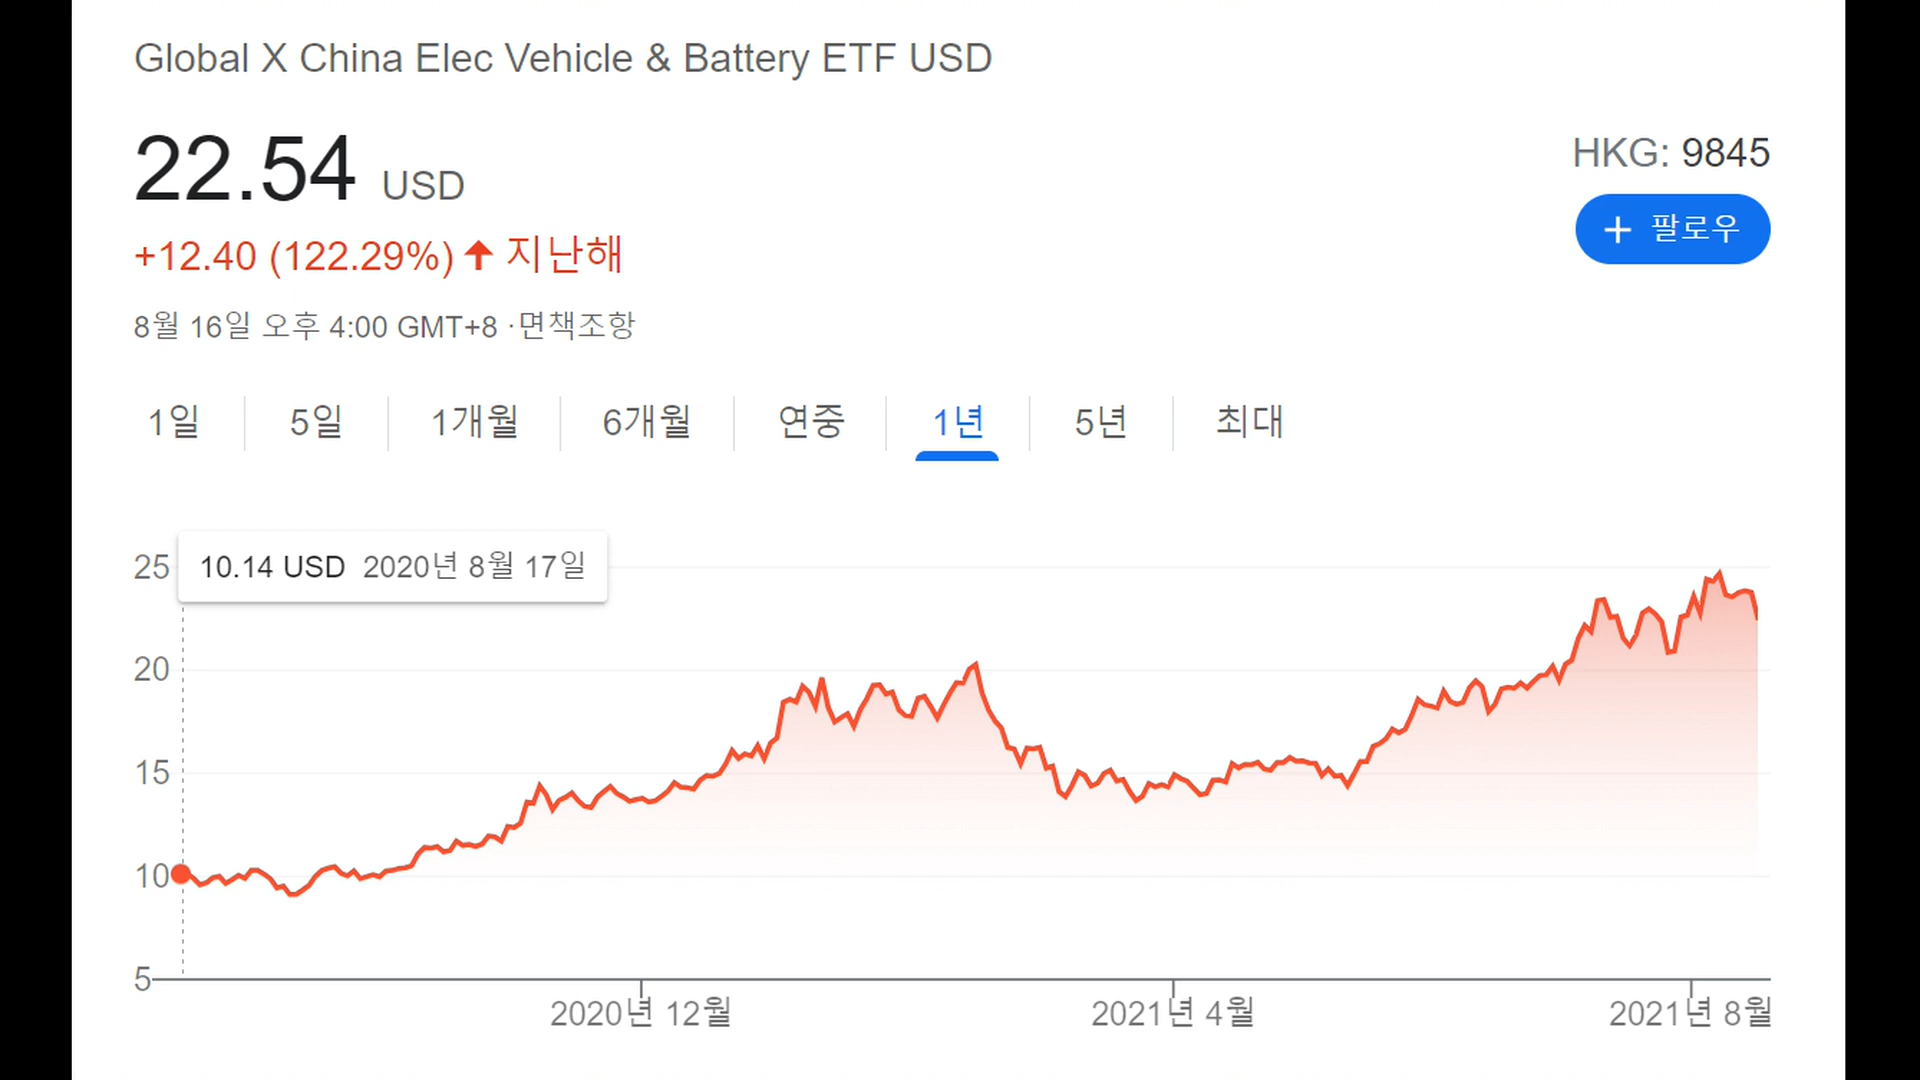 Global X China Elec Vehicle & Battery ETF USD
22.54 USD
HKG: 9845
+12.40 (122.29%) ↑ 지난해
+ 팔로우
8월 16일 오후 4:00 GMT+8 ·면책조항
1일 5일 1개월 6개월 연중 1년 5년 최대
25
10.14 USD 2020년 8월 17일
20
15
10
5
2020년 12월 2021년 4월 2021년 8월